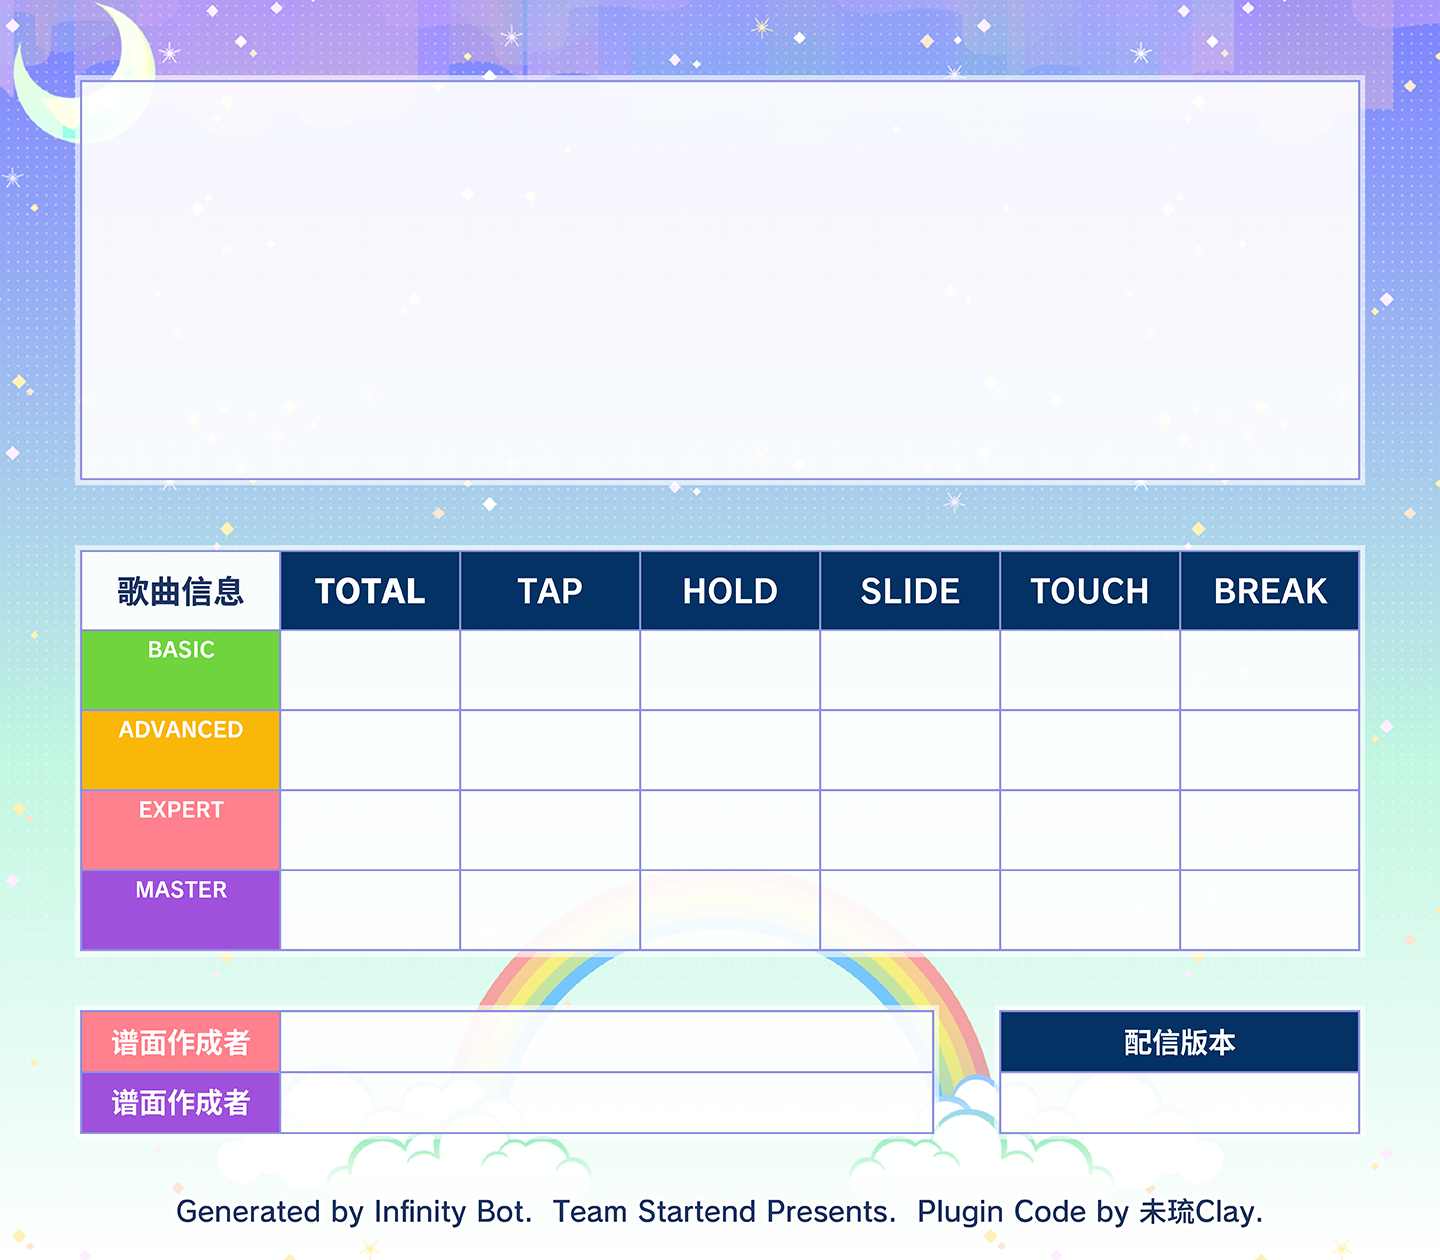 歌曲信息 TOTAL TAP HOLD SLIDE TOUCH BREAK
BASIC
ADVANCED
EXPERT
MASTER
谱面作成者 配信版本
谱面作成者
Generated by Infinity Bot. Team Startend Presents. Plugin Code by 未琉Clay.